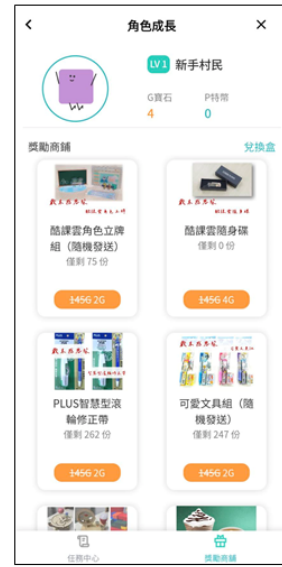 角色成長
LV 1 新手村民
G寶石 P特幣
4 0
獎勵商鋪 兌換盒
酷課雲角色立牌
組（隨機發送）
僅剩 75 份
1456 2G
酷課雲隨身碟
僅剩 0 份
1456 4G
PLUS智慧型滾
輪修正帶
僅剩 262 份
1456 2G
可愛文具組（隨
機發送）
僅剩 247 份
1456 2G
任務中心 獎勵商鋪